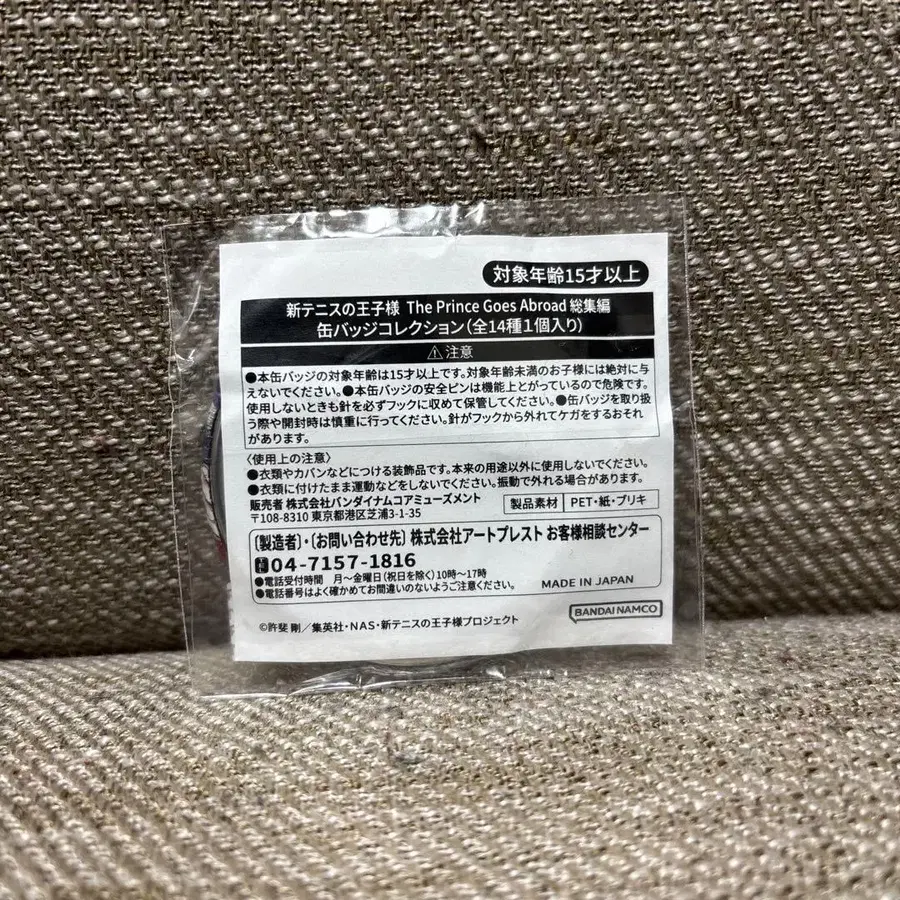 対象年齢15才以上
新テニスの王子様 The Prince Goes Abroad 総集編
缶バッジコレクション(全14種1個入り)
⚠注意
●本缶バッジの対象年齢は15才以上です。対象年齢未満のお子様には絶対に与
えないでください。●本缶バッジの安全ピンは機能上とがっているので危険です。
使用しないときも針を必ずフックに収めて保管してください。●缶バッジを取り扱
う際や開封時は慎重に行ってください。針がフックから外れてケガをするおそれ
があります。
〈使用上の注意〉
●衣類やカバンなどにつける装飾品です。本来の用途以外に使用しないでください。
●衣類に付けたまま運動などをしないでください。振動で外れる場合があります。
販売者 株式会社バンダイナムコアミューズメント
〒108-8310 東京都港区芝浦3-1-35
製品素材 PET・紙・ブリキ
〔製造者〕・〔お問い合わせ先〕株式会社アートプレスト お客様相談センター
04-7157-1816
●電話受付時間 月〜金曜日(祝日を除く)10時〜17時
●電話番号はよく確かめてお間違いのないようご注意ください。
MADE IN JAPAN
BANDAI NAMCO
©許斐 剛/集英社・NAS・新テニスの王子様プロジェクト